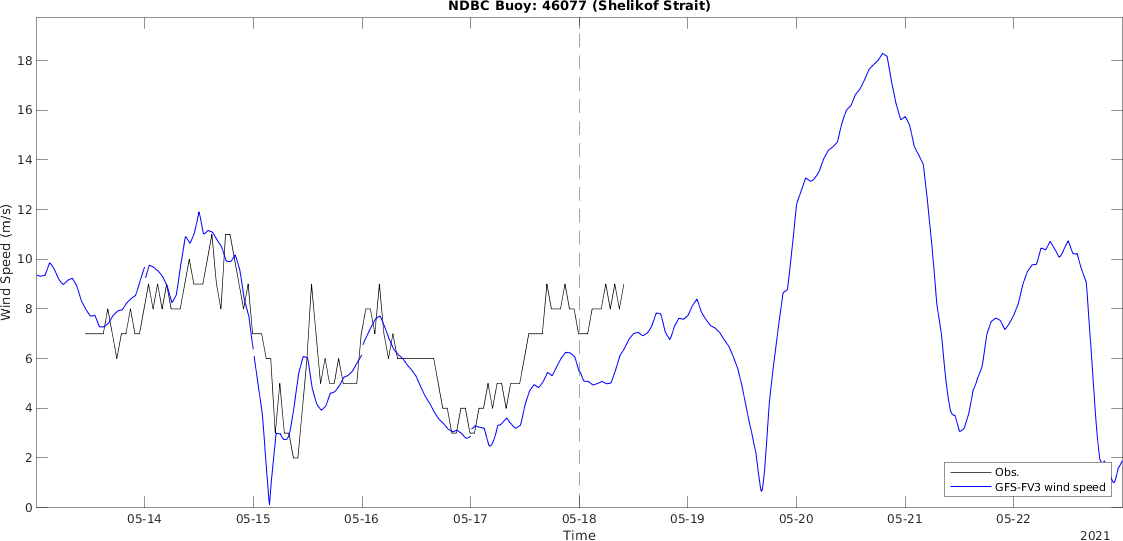 NDBC Buoy: 46077 (Shelikof Strait)
Wind Speed (m/s)
18
16
14
12
10
8
6
4
2
0
05-14 05-15 05-16 05-17 05-18 05-19 05-20 05-21 05-22
Time
2021
Obs.
GFS-FV3 wind speed